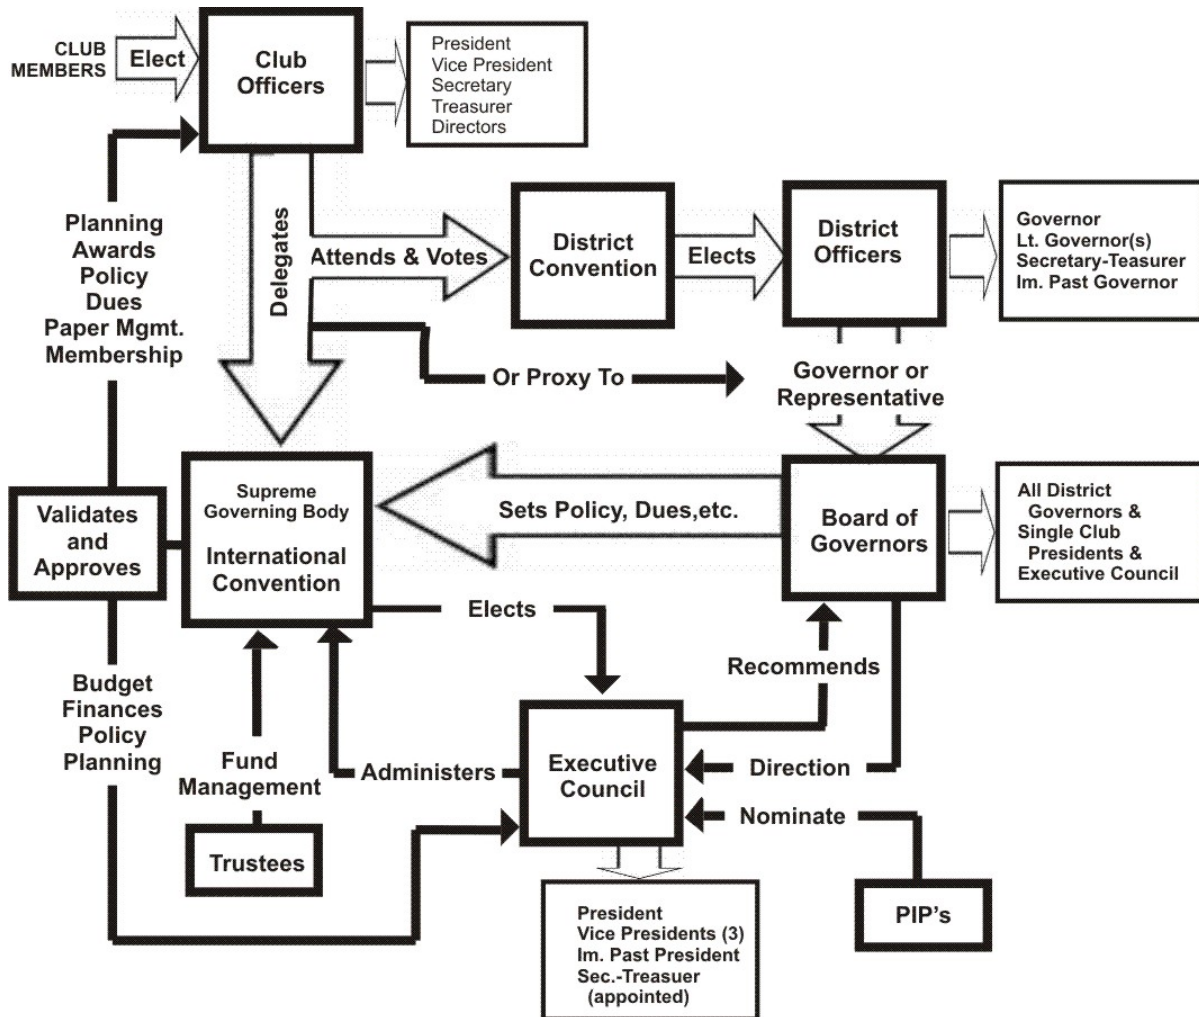 CLUB
MEMBERS
Elect
Club
Officers
President
Vice President
Secretary
Treasurer
Directors
Planning
Awards
Policy
Dues
Paper Mgmt.
Membership
Delegates
Attends & Votes
District
Convention
Elects
District
Officers
Governor
Lt. Governor(s)
Secretary-Teasurer
Im. Past Governor
Or Proxy To
Governor or
Representative
Validates
and
Approves
Supreme
Governing Body
International
Convention
Sets Policy, Dues,etc.
Board of
Governors
All District
Governors &
Single Club
Presidents &
Executive Council
Elects
Recommends
Budget
Finances
Policy
Planning
Fund
Management
Administers
Executive
Council
Direction
Nominate
Trustees
PIP's
President
Vice Presidents (3)
Im. Past President
Sec.-Treasuer
(appointed)